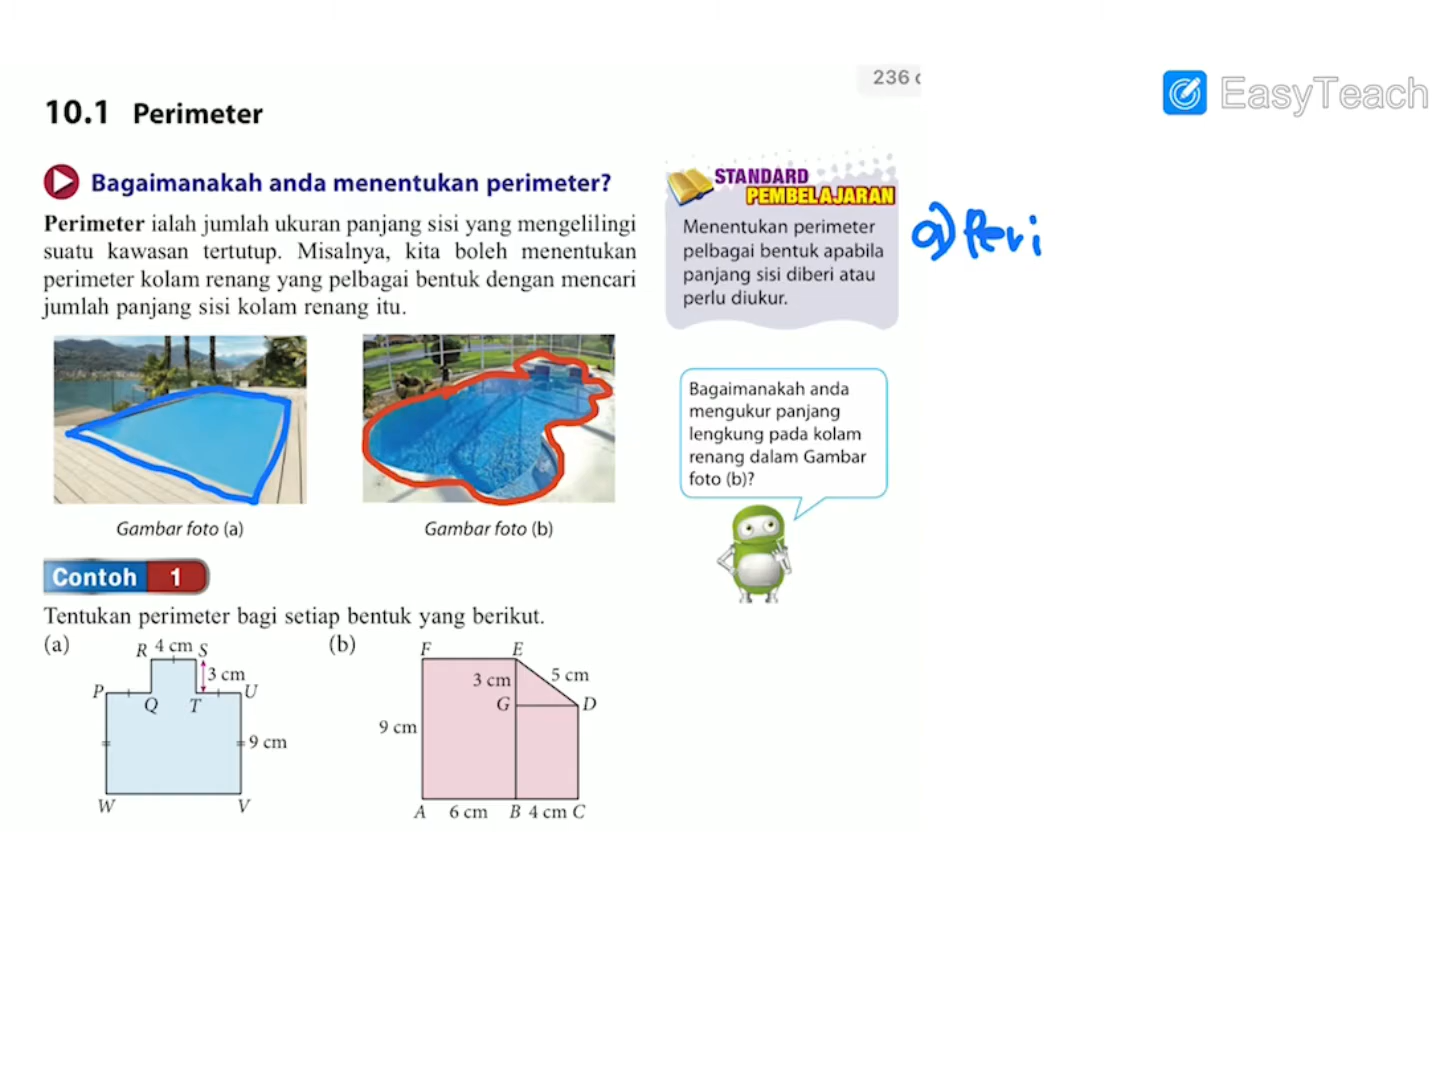 236
EasyTeach
10.1 Perimeter
Bagaimanakah anda menentukan perimeter?
Perimeter ialah jumlah ukuran panjang sisi yang mengelilingi
suatu kawasan tertutup. Misalnya, kita boleh menentukan
perimeter kolam renang yang pelbagai bentuk dengan mencari
jumlah panjang sisi kolam renang itu.
STANDARD
PEMBELAJARAN
Menentukan perimeter
pelbagai bentuk apabila
panjang sisi diberi atau
perlu diukur.
a) Peri
Gambar foto (a)
Gambar foto (b)
Bagaimanakah anda
mengukur panjang
lengkung pada kolam
renang dalam Gambar
foto (b)?
Contoh 1
Tentukan perimeter bagi setiap bentuk yang berikut.
(a)
R 4 cm S
3 cm
P U
Q T
9 cm
W V
(b)
F E
3 cm 5 cm
G D
9 cm
A 6 cm B 4 cm C